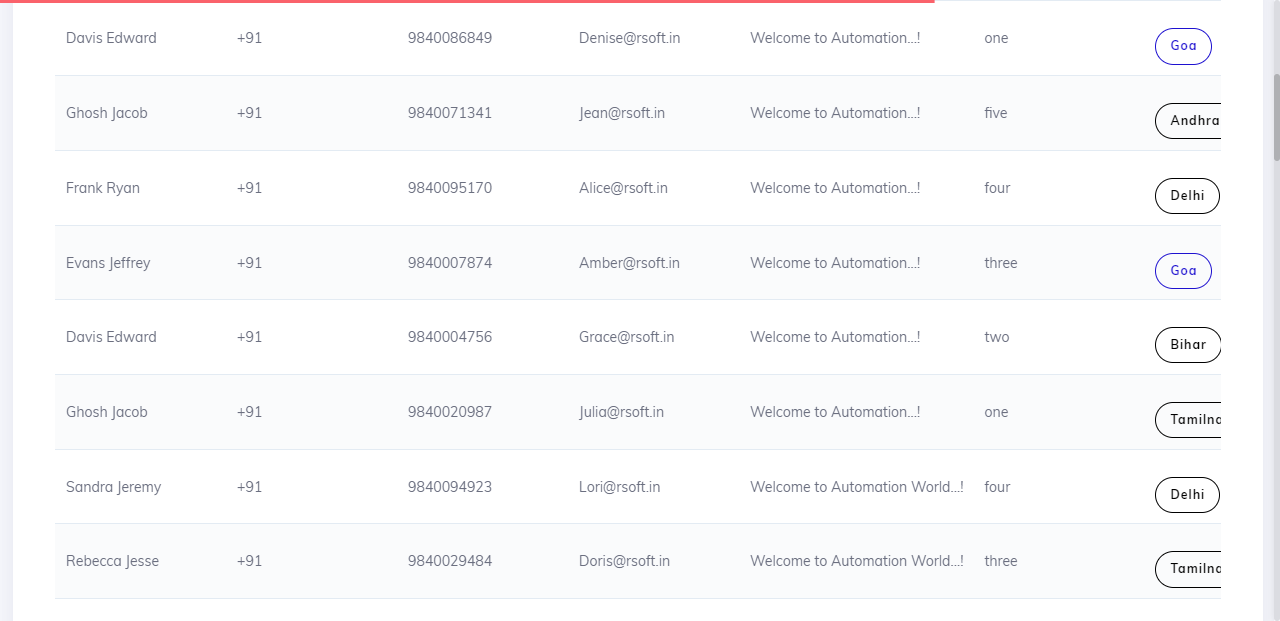 Davis Edward +91 9840086849 Denise@rsoft.in Welcome to Automation...! one Goa
Ghosh Jacob +91 9840071341 Jean@rsoft.in Welcome to Automation...! five Andhra
Frank Ryan +91 9840095170 Alice@rsoft.in Welcome to Automation...! four Delhi
Evans Jeffrey +91 9840007874 Amber@rsoft.in Welcome to Automation...! three Goa
Davis Edward +91 9840004756 Grace@rsoft.in Welcome to Automation...! two Bihar
Ghosh Jacob +91 9840020987 Julia@rsoft.in Welcome to Automation...! one Tamilna
Sandra Jeremy +91 9840094923 Lori@rsoft.in Welcome to Automation World...! four Delhi
Rebecca Jesse +91 9840029484 Doris@rsoft.in Welcome to Automation World...! three Tamilna